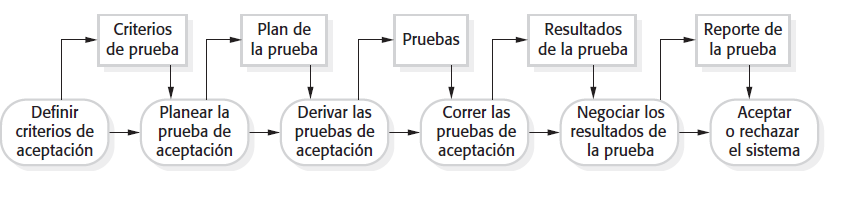 Criterios
de prueba
Plan de
la prueba
Pruebas
Resultados
de la prueba
Reporte de
la prueba
Definir
criterios de
aceptación
Planear la
prueba de
aceptación
Derivar las
pruebas de
aceptación
Correr las
pruebas de
aceptación
Negociar los
resultados de
la prueba
Aceptar
o rechazar
el sistema